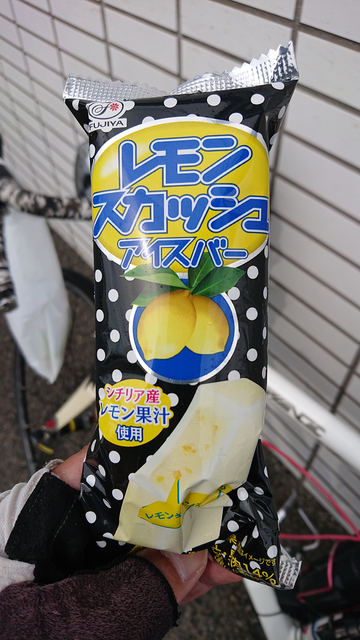 FUJIYA
レモン
スカッシュ
アイスバー
シチリア産
レモン果汁
使用